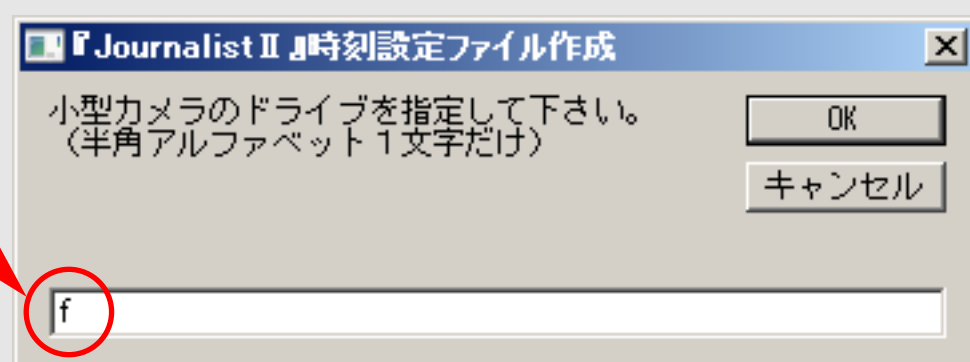 『JournalistⅡ』時刻設定ファイル作成
小型カメラのドライブを指定して下さい。
（半角アルファベット１文字だけ）
OK
キャンセル
f